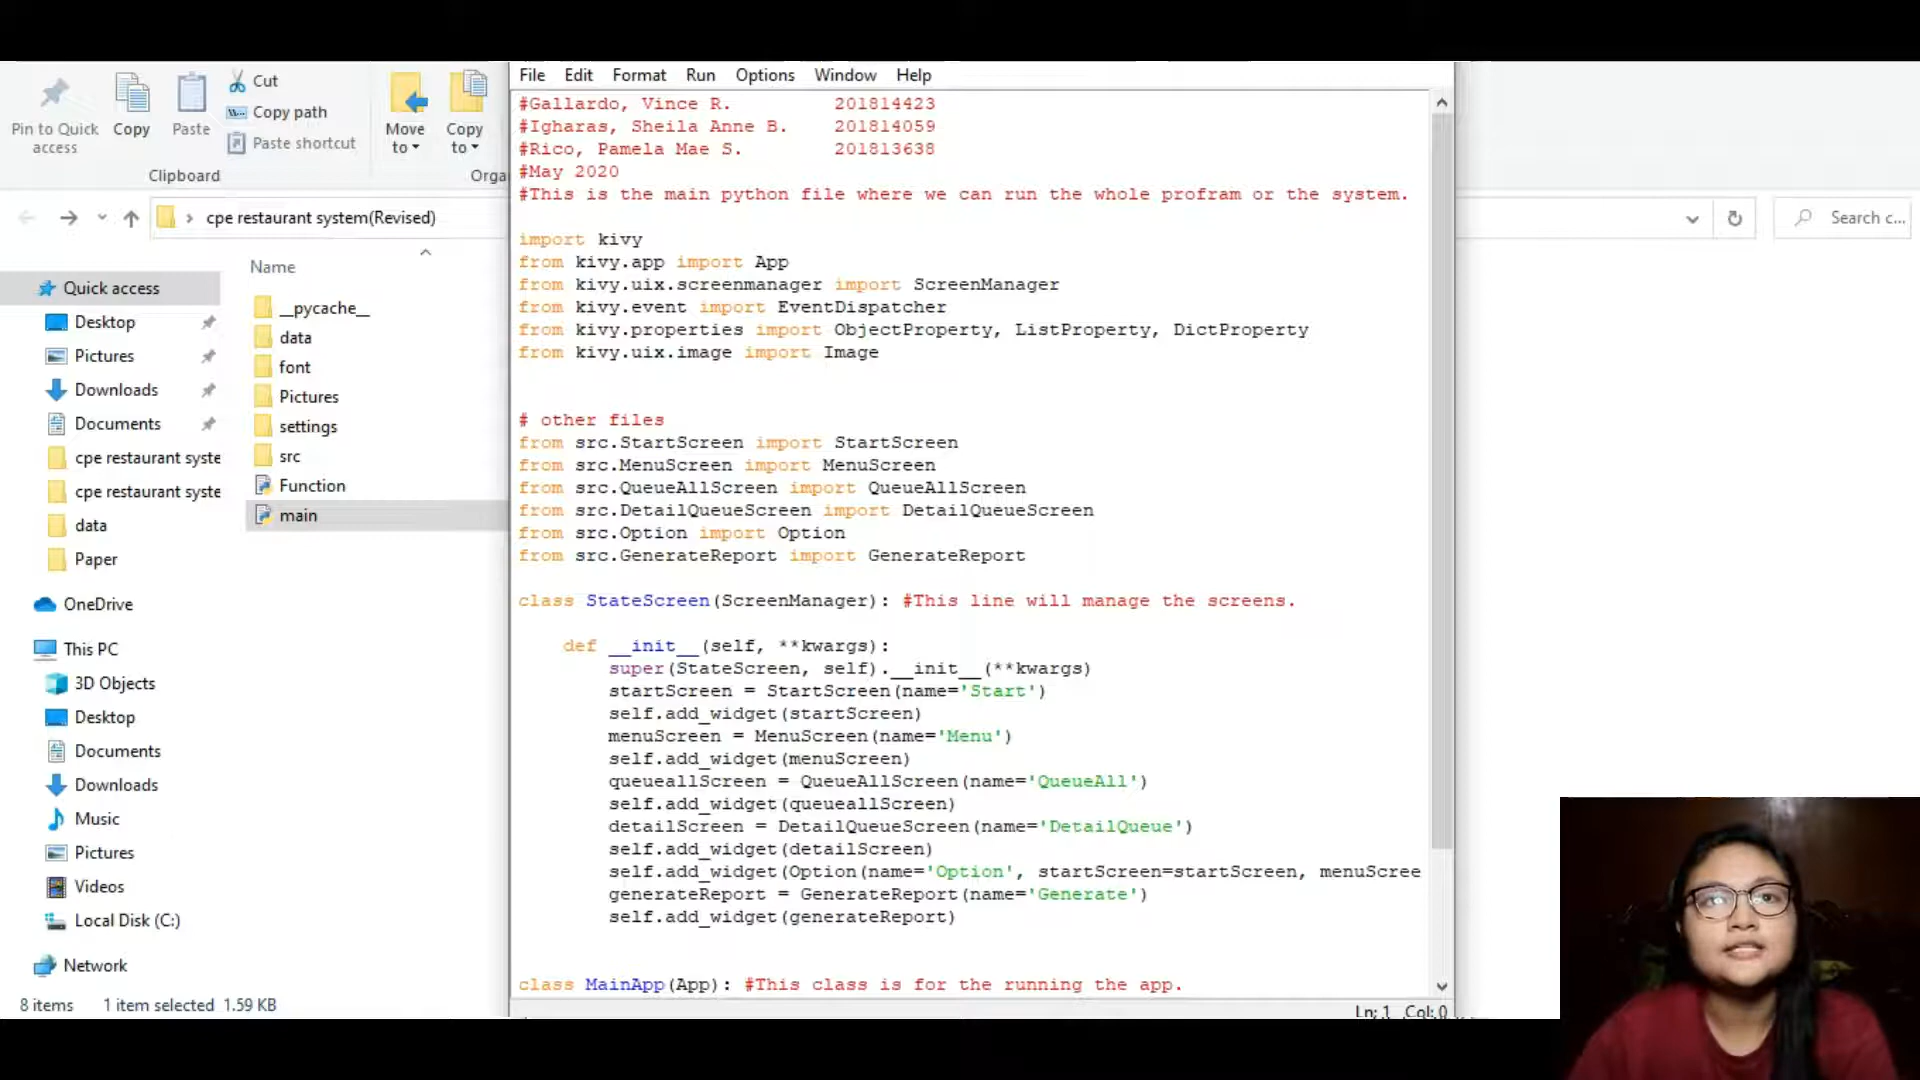 Pin to Quick access
Copy
Paste
Cut
Copy path
Paste shortcut
Move to
Copy to
Clipboard
Orga
cpe restaurant system(Revised)
Search c...
Quick access
Desktop
Pictures
Downloads
Documents
cpe restaurant syste
cpe restaurant syste
data
Paper
OneDrive
This PC
3D Objects
Desktop
Documents
Downloads
Music
Pictures
Videos
Local Disk (C:)
Network
Name
__pycache__
data
font
Pictures
settings
src
Function
main
8 items 1 item selected 1.59 KB
File Edit Format Run Options Window Help
#Gallardo, Vince R. 201814423
#Igharas, Sheila Anne B. 201814059
#Rico, Pamela Mae S. 201813638
#May 2020
#This is the main python file where we can run the whole profram or the system.
import kivy
from kivy.app import App
from kivy.uix.screenmanager import ScreenManager
from kivy.event import EventDispatcher
from kivy.properties import ObjectProperty, ListProperty, DictProperty
from kivy.uix.image import Image
# other files
from src.StartScreen import StartScreen
from src.MenuScreen import MenuScreen
from src.QueueAllScreen import QueueAllScreen
from src.DetailQueueScreen import DetailQueueScreen
from src.Option import Option
from src.GenerateReport import GenerateReport
class StateScreen(ScreenManager): #This line will manage the screens.
def __init__(self, **kwargs):
super(StateScreen, self).__init__(**kwargs)
startScreen = StartScreen(name='Start')
self.add_widget(startScreen)
menuScreen = MenuScreen(name='Menu')
self.add_widget(menuScreen)
queueallScreen = QueueAllScreen(name='QueueAll')
self.add_widget(queueallScreen)
detailScreen = DetailQueueScreen(name='DetailQueue')
self.add_widget(detailScreen)
self.add_widget(Option(name='Option', startScreen=startScreen, menuScree
generateReport = GenerateReport(name='Generate')
self.add_widget(generateReport)
class MainApp(App): #This class is for the running the app.
Ln: 1 Col: 0